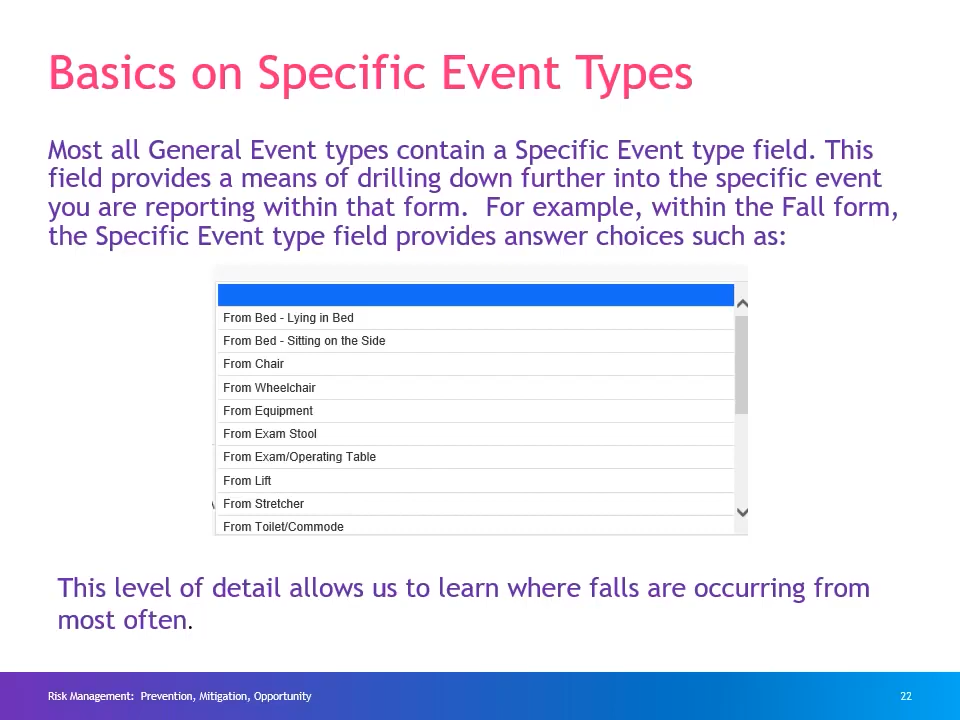 Basics on Specific Event Types
Most all General Event types contain a Specific Event type field. This
field provides a means of drilling down further into the specific event
you are reporting within that form.  For example, within the Fall form,
the Specific Event type field provides answer choices such as:
From Bed - Lying in Bed
From Bed - Sitting on the Side
From Chair
From Wheelchair
From Equipment
From Exam Stool
From Exam/Operating Table
From Lift
From Stretcher
From Toilet/Commode
This level of detail allows us to learn where falls are occurring from
most often.
Risk Management:  Prevention, Mitigation, Opportunity
22